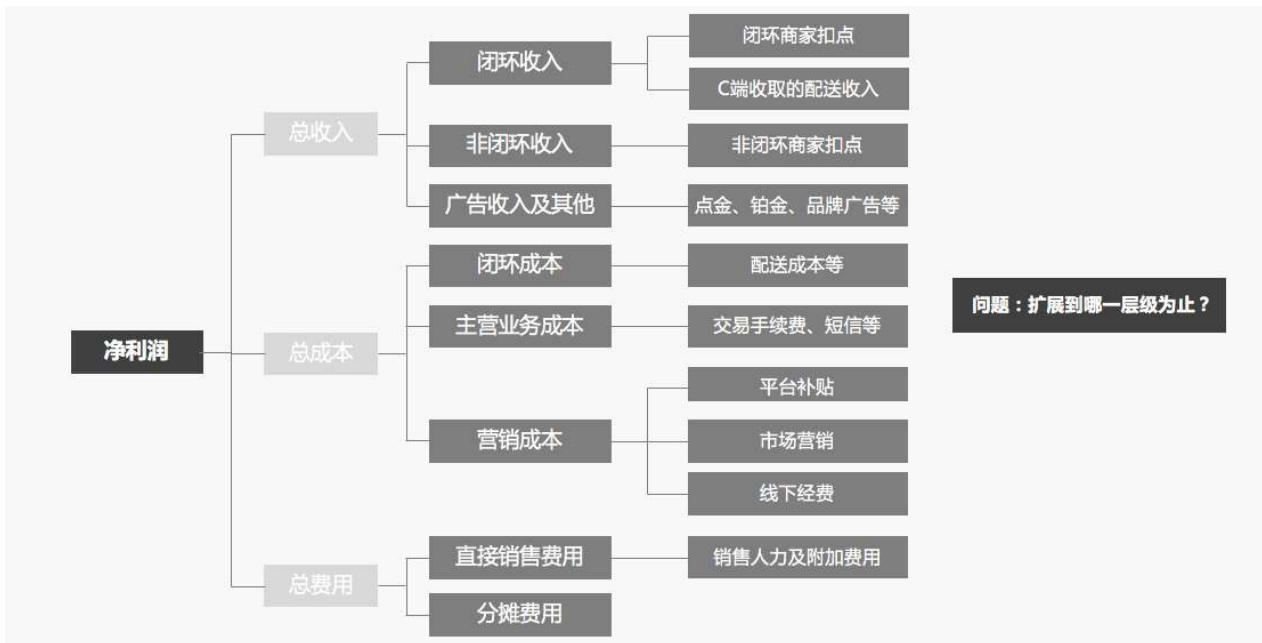 净利润
总收入
闭环收入
闭环商家扣点
C端收取的配送收入
非闭环收入
非闭环商家扣点
广告收入及其他
点金、铂金、品牌广告等
总成本
闭环成本
配送成本等
主营业务成本
交易手续费、短信等
营销成本
平台补贴
市场营销
线下经费
总费用
直接销售费用
销售人力及附加费用
分摊费用
问题：扩展到哪一层级为止？